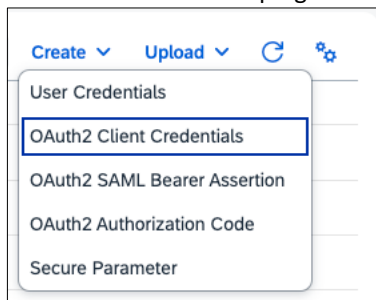 Create Upload
User Credentials
OAuth2 Client Credentials
OAuth2 SAML Bearer Assertion
OAuth2 Authorization Code
Secure Parameter